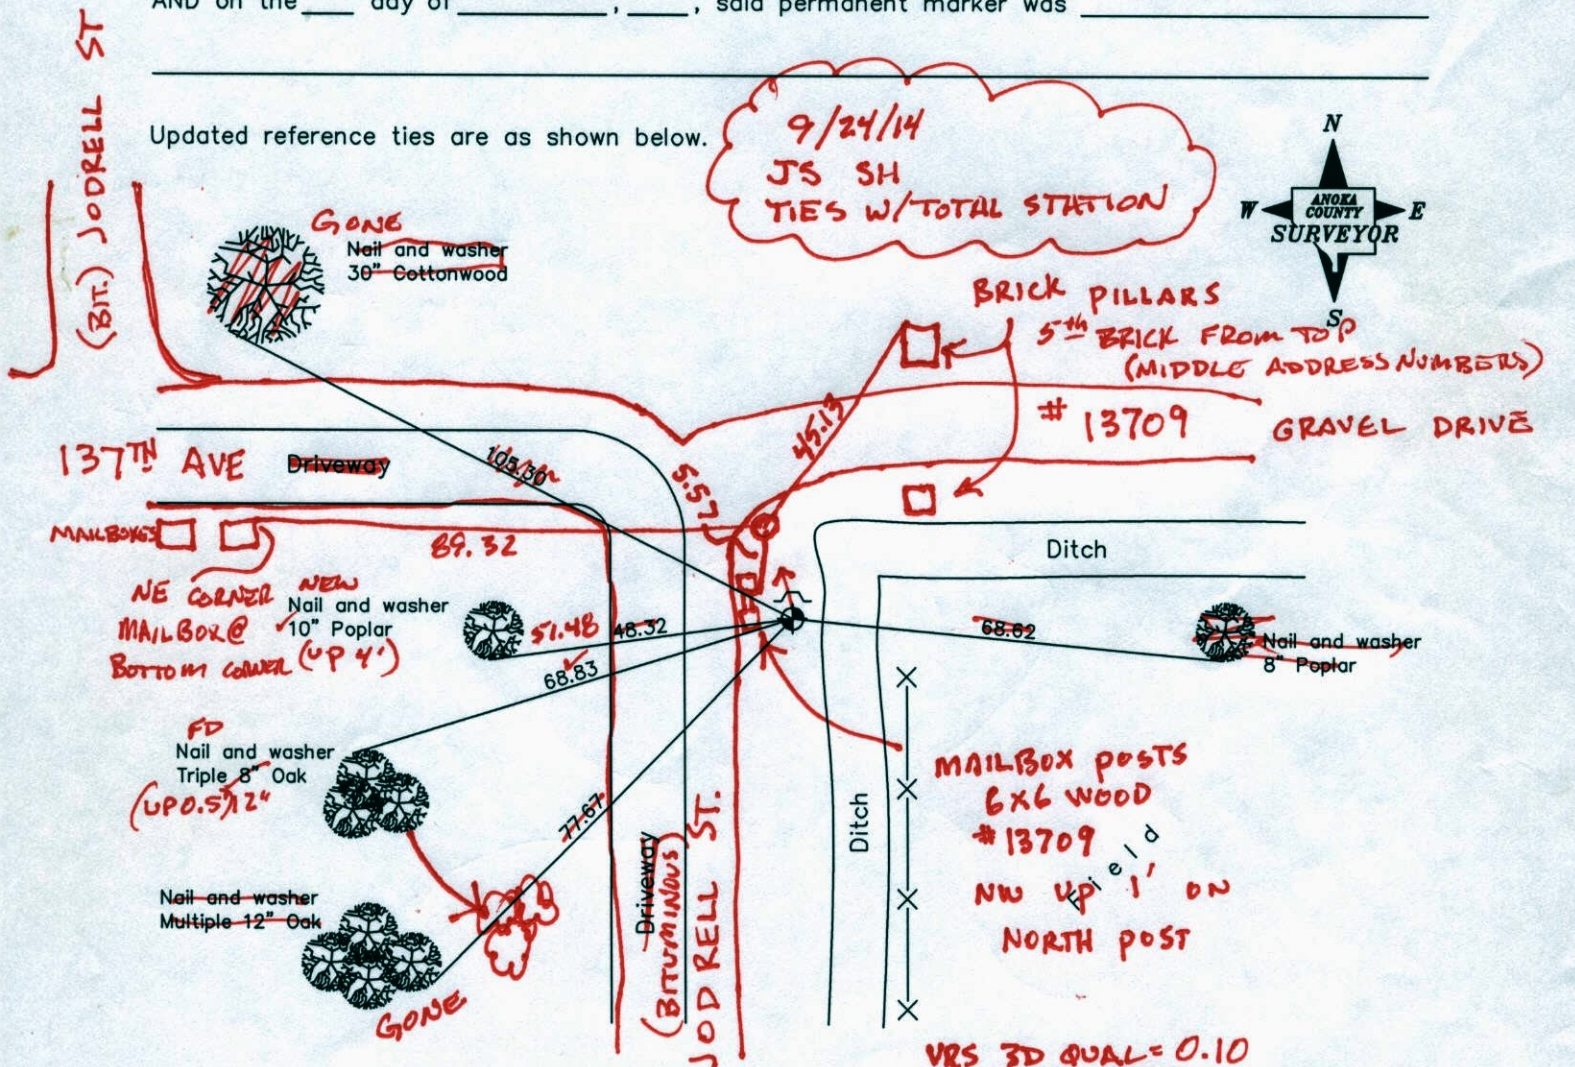 AND on the ___ day of __________, ____, said permanent marker was
(BIT.) JODRELL ST
Updated reference ties are as shown below.
9/24/14
JS SH
TIES W/TOTAL STATION
N
W
E
S
ANOKA
COUNTY
SURVEYOR
GONE
Nail and washer
30" Cottonwood
BRICK PILLARS
5th BRICK FROM TOP
(MIDDLE ADDRESS NUMBERS)
# 13709
GRAVEL DRIVE
45.13
137TH AVE
Driveway
105.30
5.57
MAILBOXES
89.32
Ditch
NE CORNER NEW
MAILBOX @
BOTTOM CORNER (UP 4')
Nail and washer
10" Poplar
51.48
48.32
68.83
68.62
Nail and washer
8" Poplar
FD
Nail and washer
Triple 8" Oak
(UP 0.5') 12"
77.67
MAILBOX POSTS
6X6 WOOD
#13709
NW UP 1' ON
NORTH POST
Field
Ditch
Nail and washer
Multiple 12" Oak
GONE
Driveway
(BITUMINOUS)
JODRELL ST.
VRS 3D QUAL = 0.10